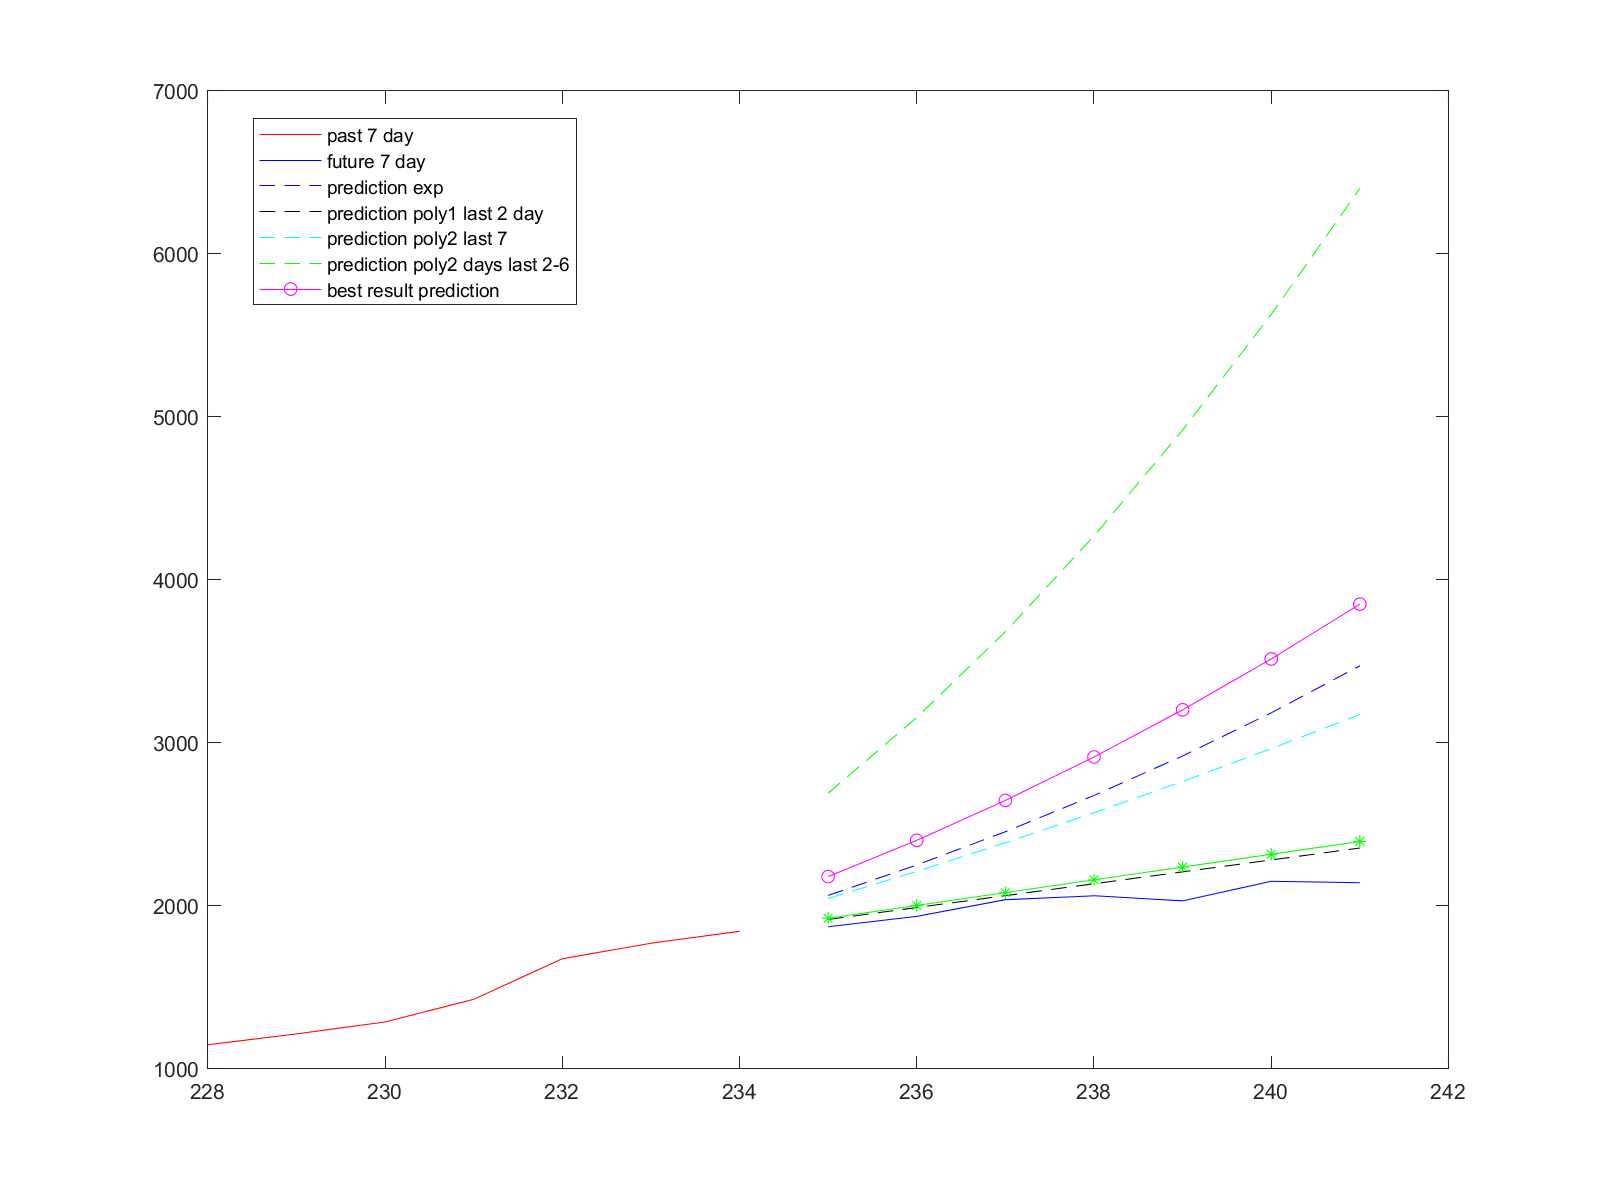 7000
6000
5000
4000
3000
2000
1000
past 7 day
future 7 day
prediction exp
prediction poly1 last 2 day
prediction poly2 last 7
prediction poly2 days last 2-6
best result prediction
228 230 232 234 236 238 240 242